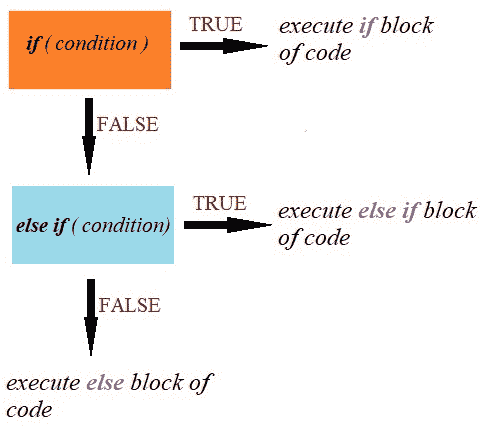 if ( condition )
TRUE
execute if block
of code
FALSE
else if ( condition)
TRUE
execute else if block
of code
FALSE
execute else block of
code